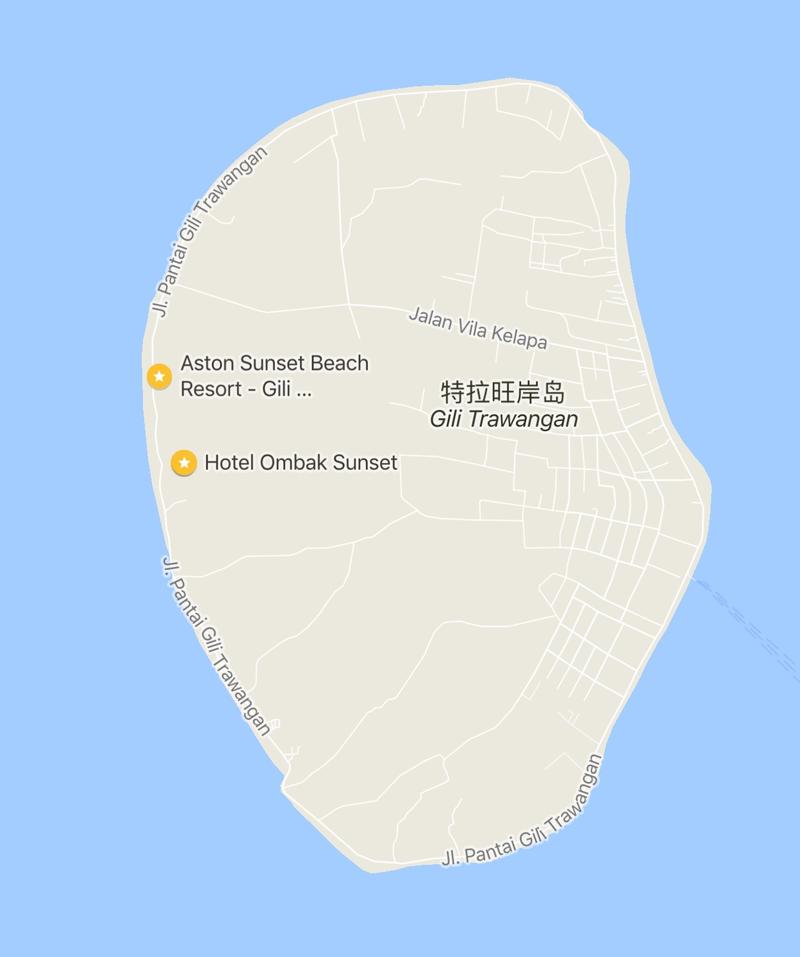 Jl. Pantai Gili Trawangan
Jalan Vila Kelapa
Aston Sunset Beach
Resort - Gili ...
特拉旺岸岛
Gili Trawangan
Hotel Ombak Sunset
Jl. Pantai Gili Trawangan
Jl. Pantai Gili Trawangan